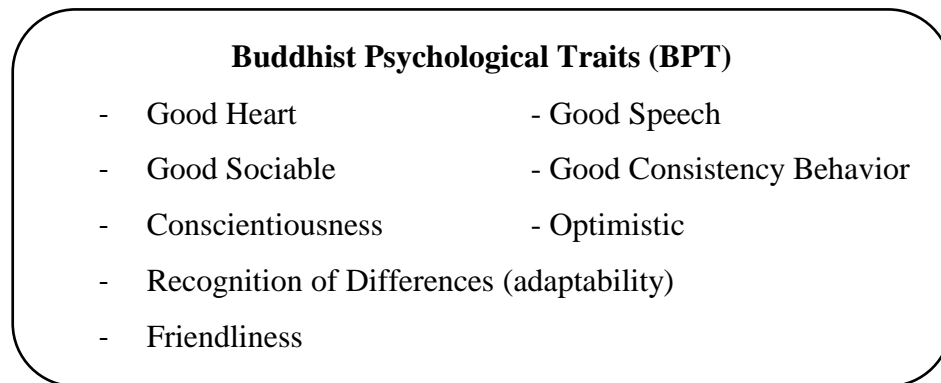 Buddhist Psychological Traits (BPT)
- Good Heart - Good Speech
- Good Sociable - Good Consistency Behavior
- Conscientiousness - Optimistic
- Recognition of Differences (adaptability)
- Friendliness